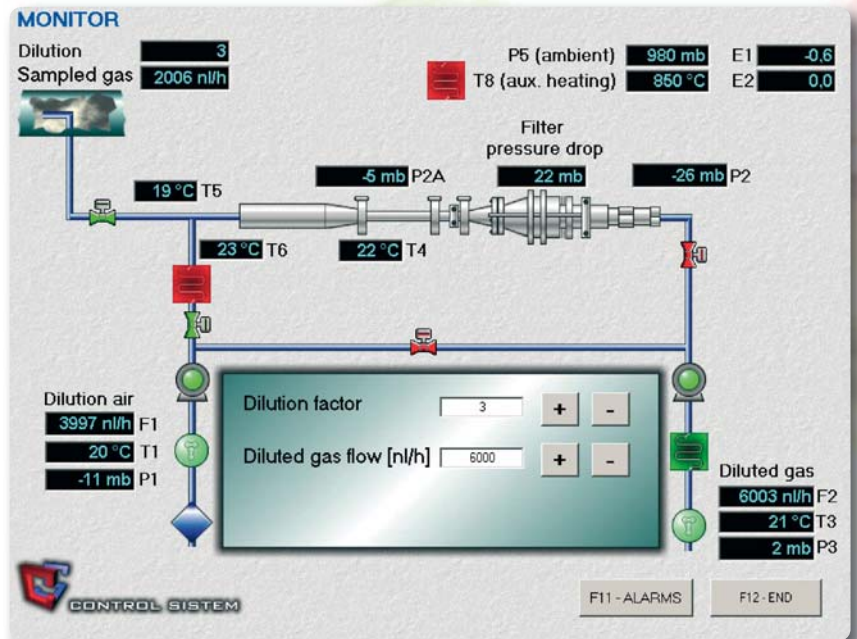 MONITOR
Dilution 3
Sampled gas 2006 nl/h
P5 (ambient) 980 mb E1 -0,6
T8 (aux. heating) 850 °C E2 0,0
Filter
pressure drop
-5 mb P2A 22 mb -26 mb P2
19 °C T5
23 °C T6 22 °C T4
Dilution air
3997 nl/h F1
20 °C T1
-11 mb P1
Dilution factor 3 + -
Diluted gas flow [nl/h] 6000 + -
Diluted gas
6003 nl/h F2
21 °C T3
2 mb P3
CONTROL SISTEM
F11 - ALARMS F12 - END